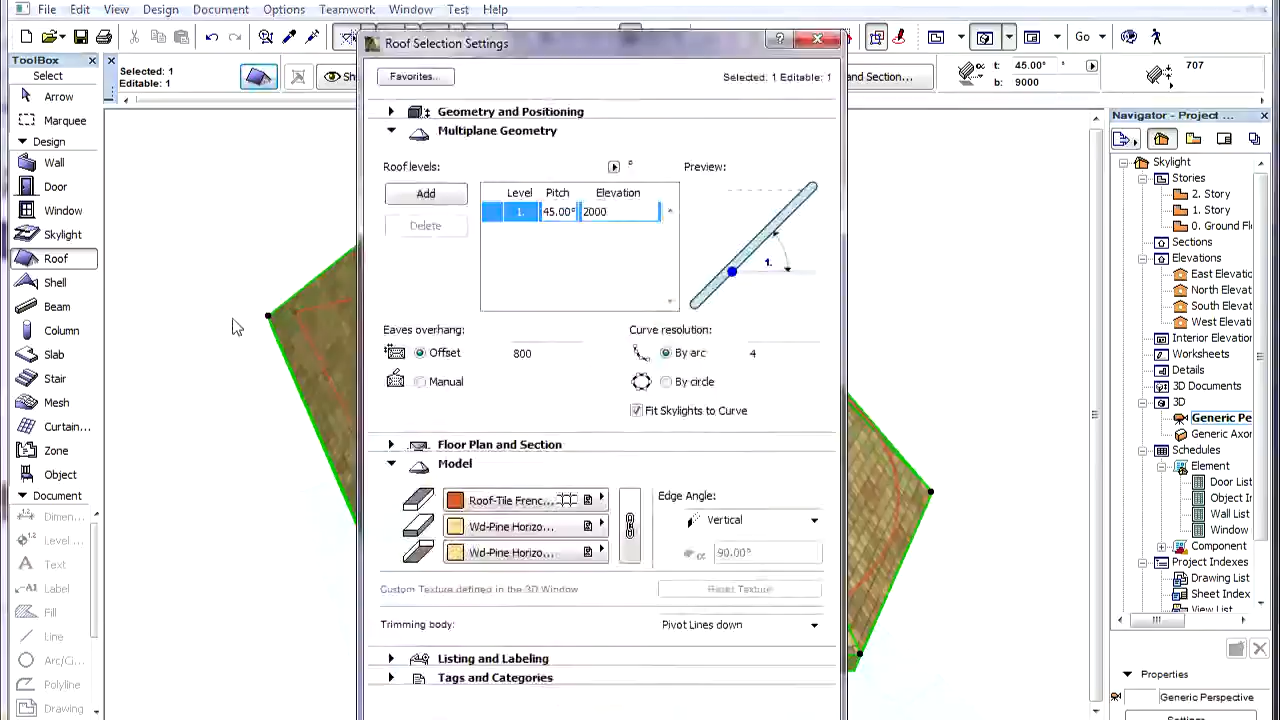 File Edit View Design Document Options Teamwork Window Test Help
Go
ToolBox
Select
Arrow
Marquee
Design
Wall
Door
Window
Skylight
Roof
Shell
Beam
Column
Slab
Stair
Mesh
Curtain...
Zone
Object
Document
Dimen...
Level ...
Text
Label
Fill
Line
Arc/Ci...
Polyline
Drawing
Selected: 1
Editable: 1
Roof Selection Settings
Favorites...
Selected: 1 Editable: 1
Geometry and Positioning
Multiplane Geometry
Roof levels:
°
Preview:
Add
Delete
Level Pitch Elevation
1. 45.00° 2000
1.
Eaves overhang:
Curve resolution:
Offset 800
By arc 4
Manual
By circle
Fit Skylights to Curve
Floor Plan and Section
Model
Roof-Tile Frenc...
Wd-Pine Horizo...
Wd-Pine Horizo...
Edge Angle:
Vertical
α 90.00°
Custom Texture defined in the 3D Window
Reset Texture
Trimming body:
Pivot Lines down
Listing and Labeling
Tags and Categories
and Section...
t: 45.00° °
b: 9000
707
Navigator - Project ...
Skylight
Stories
2. Story
1. Story
0. Ground Fl
Sections
Elevations
East Elevatio
North Elevat
South Elevat
West Elevati
Interior Elevatior
Worksheets
Details
3D Documents
3D
Generic Pe
Generic Axor
Schedules
Element
Door List
Object In
Wall List
Window
Component
Project Indexes
Drawing List
Sheet Index
View List
Properties
Generic Perspective
Settings